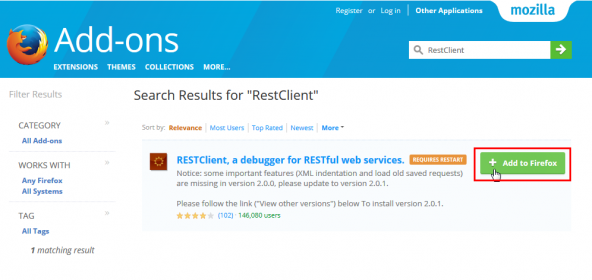 Register or Log in | Other Applications
mozilla
Add-ons
EXTENSIONS THEMES COLLECTIONS MORE...
RestClient
Filter Results
Search Results for "RestClient"
CATEGORY »
All Add-ons
WORKS WITH »
Any Firefox
All Systems
TAG »
All Tags
1 matching result
Sort by: Relevance | Most Users | Top Rated | Newest | More
RESTClient, a debugger for RESTful web services. REQUIRES RESTART
+ Add to Firefox
Notice: some important features (XML indentation and load old saved requests)
are missing in version 2.0.0, please update to version 2.0.1.
Please follow the link ("View other versions") below To install version 2.0.1.
(102) · 146,080 users